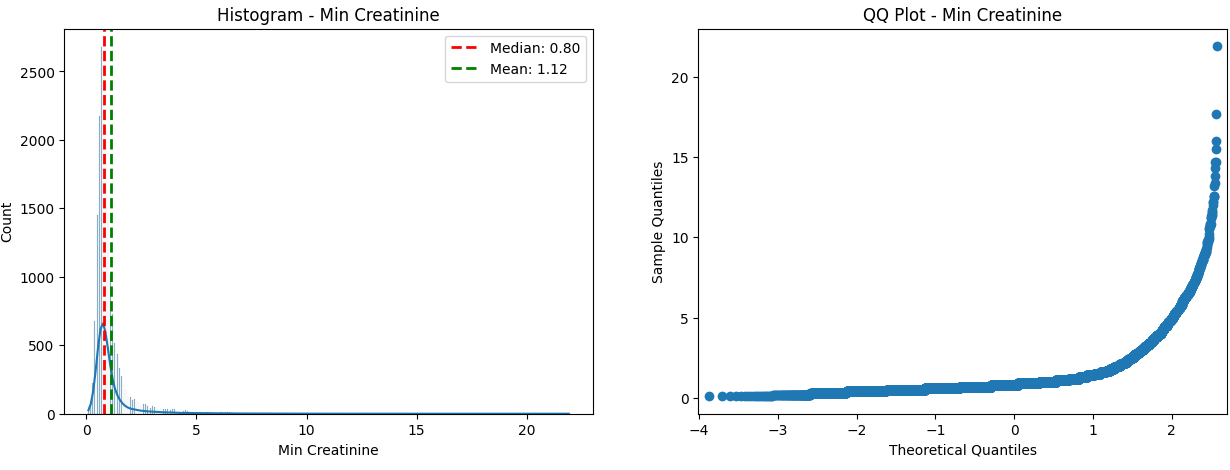 Histogram - Min Creatinine
Median: 0.80
Mean: 1.12
Count
2500
2000
1500
1000
500
0
0 5 10 15 20
Min Creatinine
QQ Plot - Min Creatinine
Sample Quantiles
20
15
10
5
0
−4 −3 −2 −1 0 1 2
Theoretical Quantiles